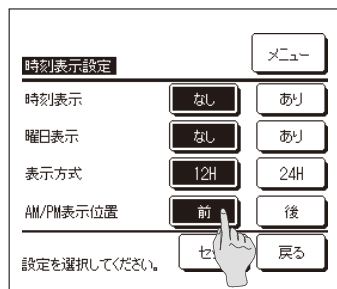 時刻表示設定 メニュー
時刻表示 なし あり
曜日表示 なし あり
表示方式 12H 24H
AM/PM表示位置 前 後
設定を選択してください。 セ 戻る